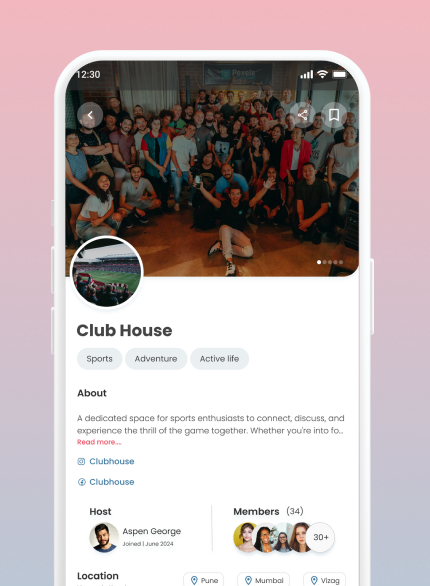 12:30
Club House
Sports Adventure Active life
About
A dedicated space for sports enthusiasts to connect, discuss, and
experience the thrill of the game together. Whether you're into fo..
Read more....
Clubhouse
Clubhouse
Host Members (34)
Aspen George
Joined | June 2024
30+
Location Pune Mumbai Vizag